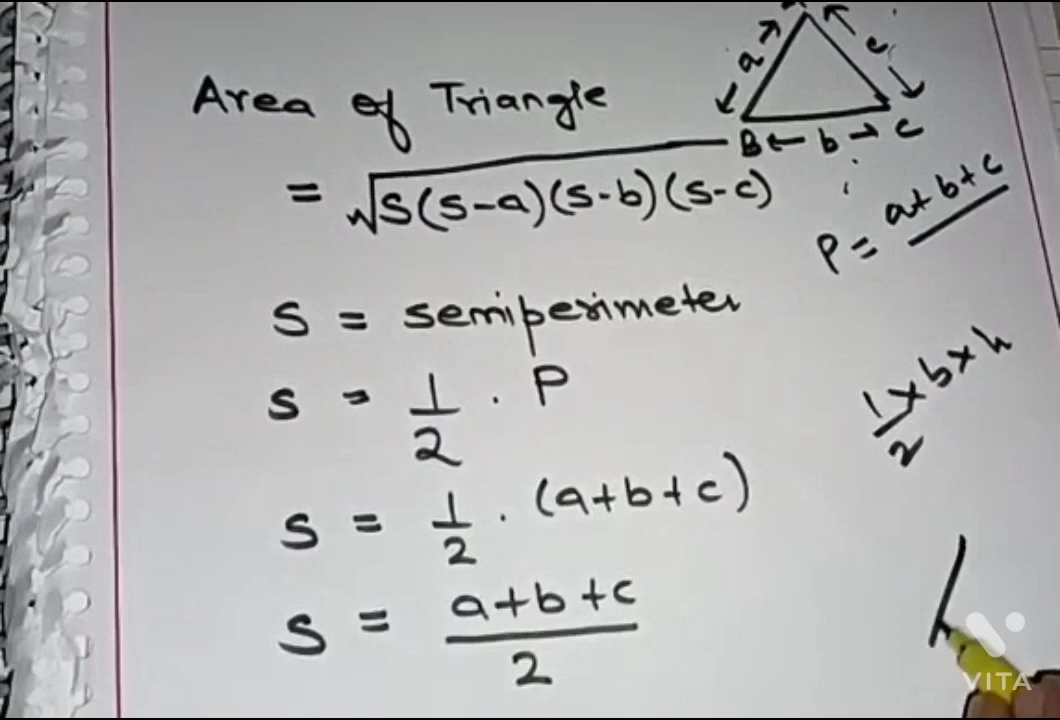 Area of Triangle
= √S(S-a)(S-b)(S-c)
a
c
B ← b → C
P = a+b+c
S = semiperimeter
S = 1/2 . P
1/2 × b × h
S = 1/2 . (a+b+c)
S = a+b+c
2
VITA